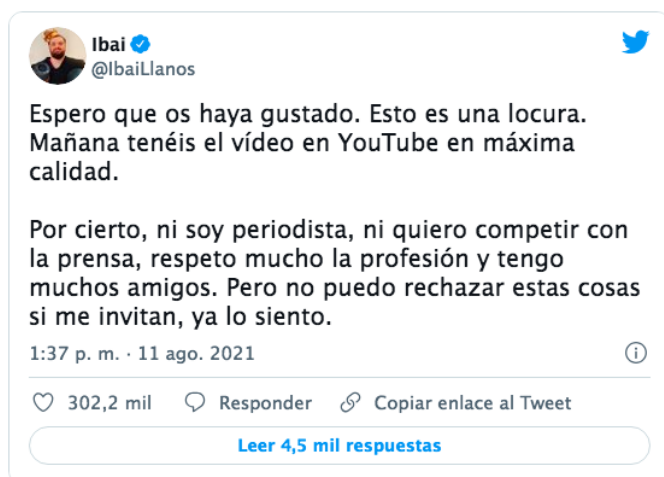 Ibai
@IbaiLlanos
Espero que os haya gustado. Esto es una locura.
Mañana tenéis el vídeo en YouTube en máxima
calidad.
Por cierto, ni soy periodista, ni quiero competir con
la prensa, respeto mucho la profesión y tengo
muchos amigos. Pero no puedo rechazar estas cosas
si me invitan, ya lo siento.
1:37 p. m. · 11 ago. 2021
302,2 mil Responder Copiar enlace al Tweet
Leer 4,5 mil respuestas